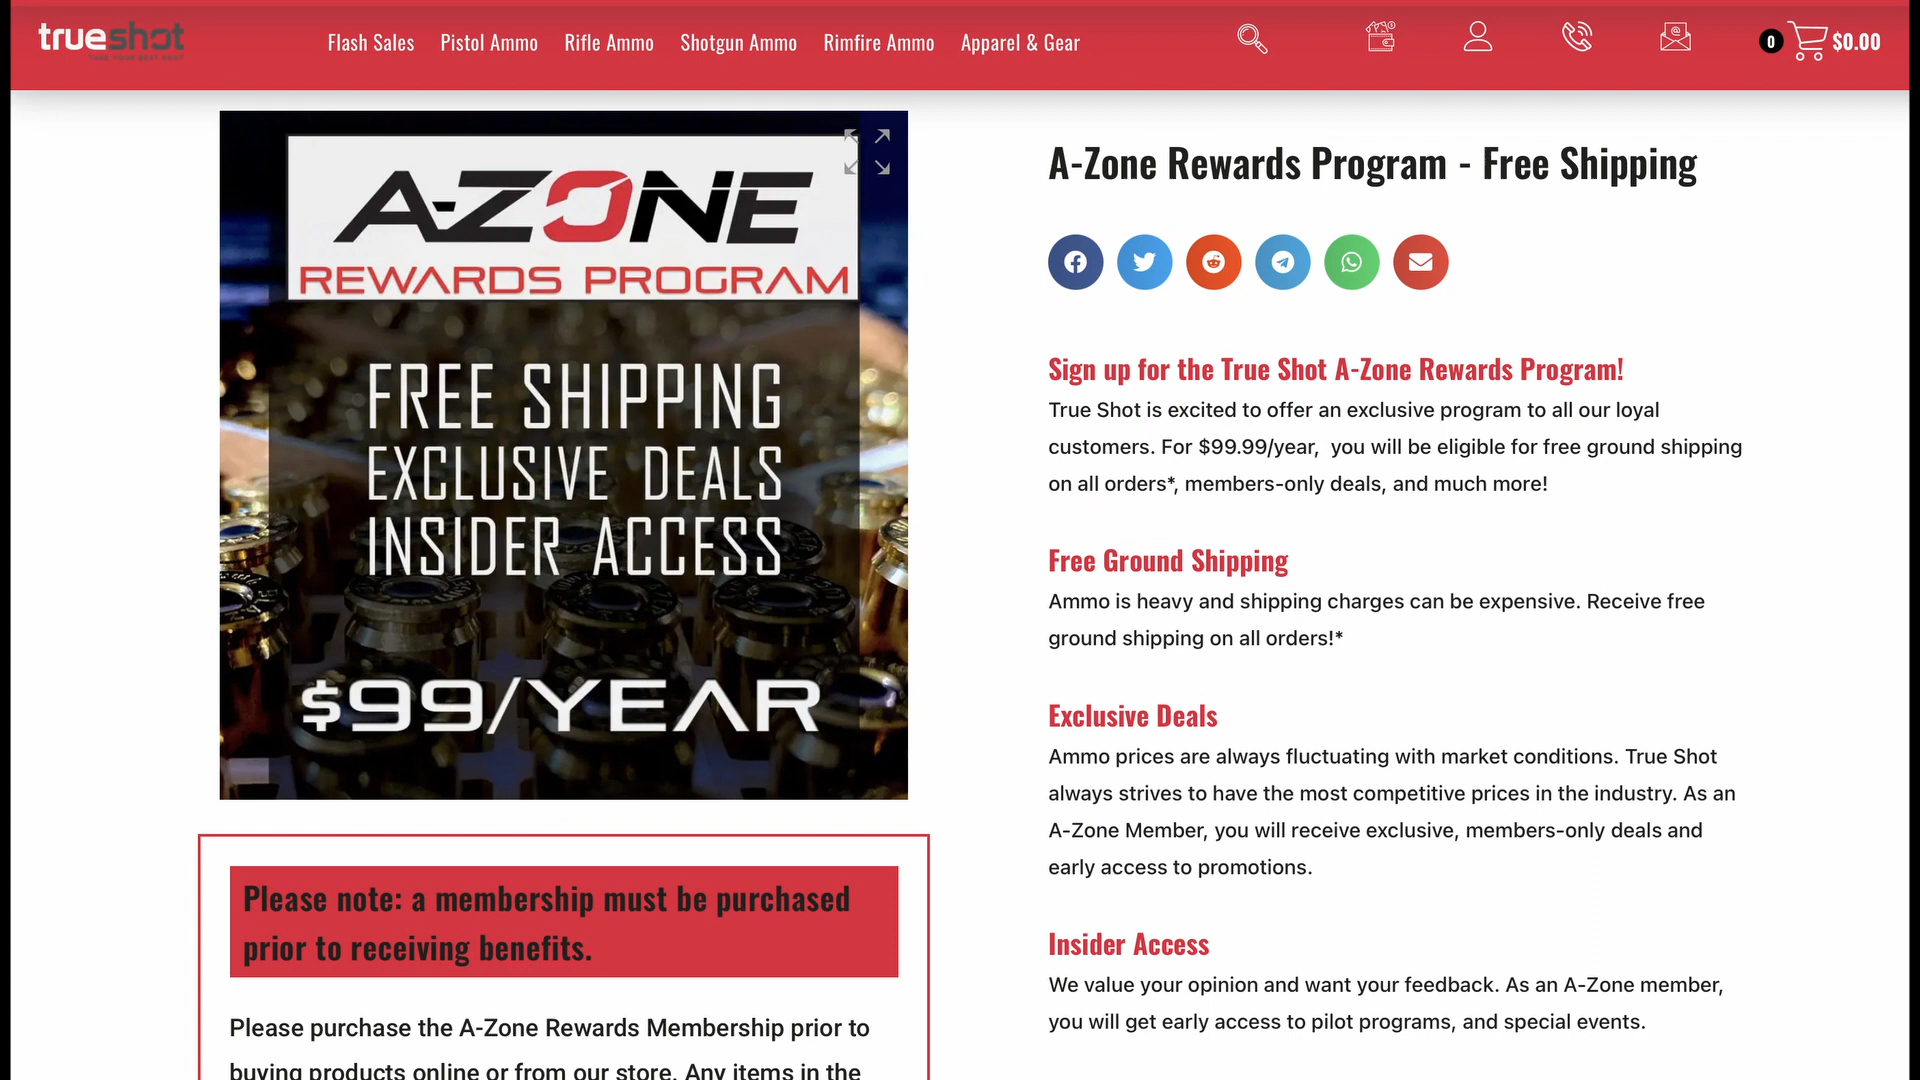 trueshot
TAKE YOUR BEST SHOT
Flash Sales
Pistol Ammo
Rifle Ammo
Shotgun Ammo
Rimfire Ammo
Apparel & Gear
0
$0.00
A-ZONE
REWARDS PROGRAM
FREE SHIPPING
EXCLUSIVE DEALS
INSIDER ACCESS
$99/YEAR
Please note: a membership must be purchased
prior to receiving benefits.
Please purchase the A-Zone Rewards Membership prior to
buying products online or from our store. Any items in the
A-Zone Rewards Program - Free Shipping
Sign up for the True Shot A-Zone Rewards Program!
True Shot is excited to offer an exclusive program to all our loyal
customers. For $99.99/year,  you will be eligible for free ground shipping
on all orders*, members-only deals, and much more!
Free Ground Shipping
Ammo is heavy and shipping charges can be expensive. Receive free
ground shipping on all orders!*
Exclusive Deals
Ammo prices are always fluctuating with market conditions. True Shot
always strives to have the most competitive prices in the industry. As an
A-Zone Member, you will receive exclusive, members-only deals and
early access to promotions.
Insider Access
We value your opinion and want your feedback. As an A-Zone member,
you will get early access to pilot programs, and special events.